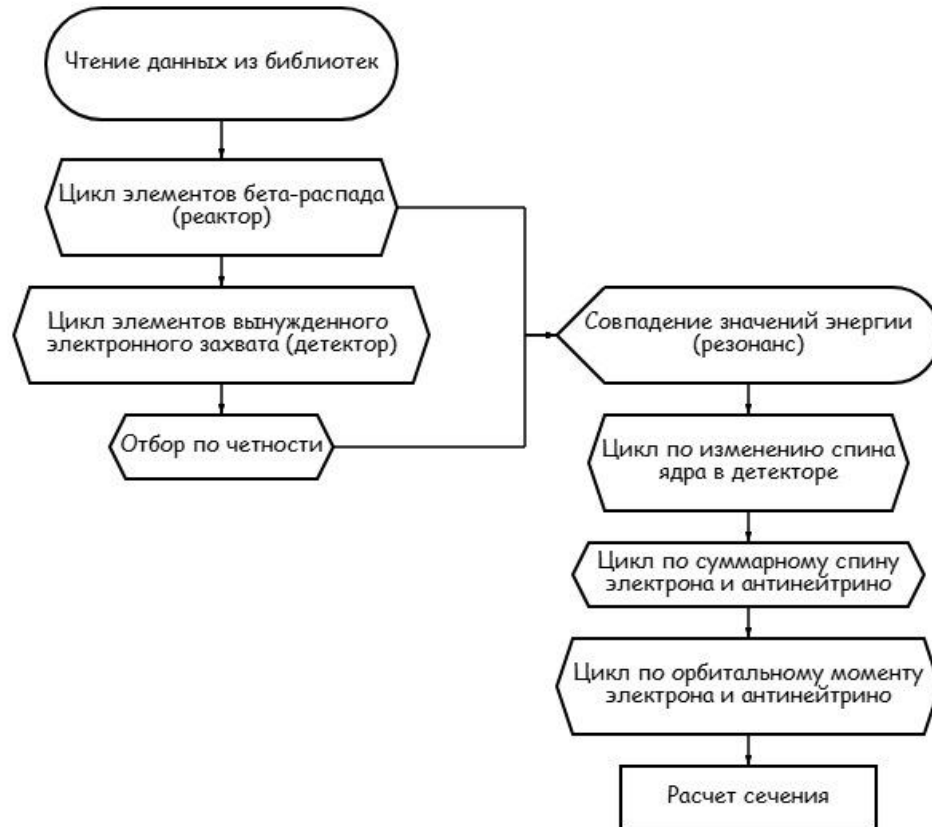 Чтение данных из библиотек
Цикл элементов бета-распада
(реактор)
Цикл элементов вынужденного
электронного захвата (детектор)
Отбор по четности
Совпадение значений энергии
(резонанс)
Цикл по изменению спина
ядра в детекторе
Цикл по суммарному спину
электрона и антинейтрино
Цикл по орбитальному моменту
электрона и антинейтрино
Расчет сечения